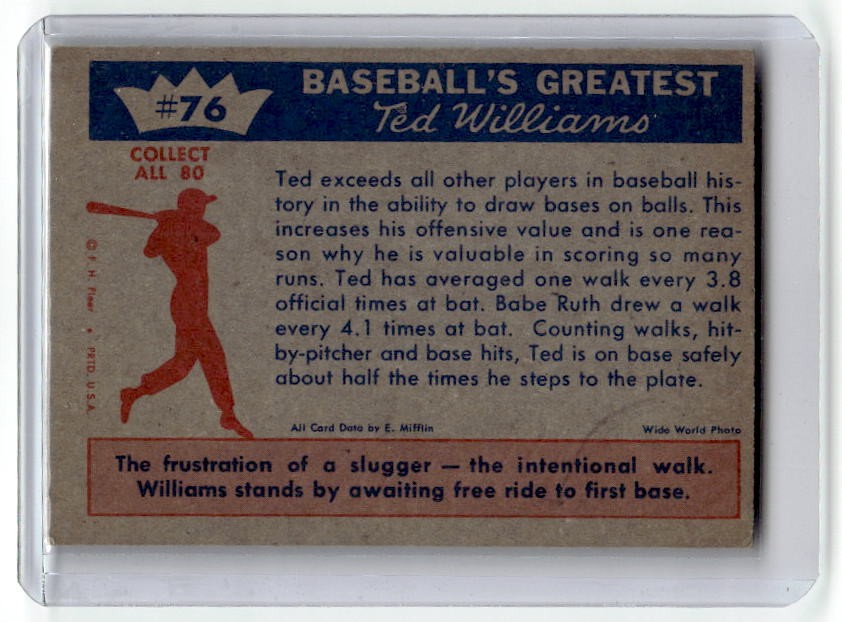 #76
BASEBALL'S GREATEST
Ted Williams
COLLECT
ALL 80
Ted exceeds all other players in baseball his-
tory in the ability to draw bases on balls. This
increases his offensive value and is one rea-
son why he is valuable in scoring so many
runs. Ted has averaged one walk every 3.8
official times at bat. Babe Ruth drew a walk
every 4.1 times at bat. Counting walks, hit-
by-pitcher and base hits, Ted is on base safely
about half the times he steps to the plate.
© F. H. Fleer • PRTD. U.S.A.
All Card Data by E. Mifflin
Wide World Photo
The frustration of a slugger — the intentional walk.
Williams stands by awaiting free ride to first base.